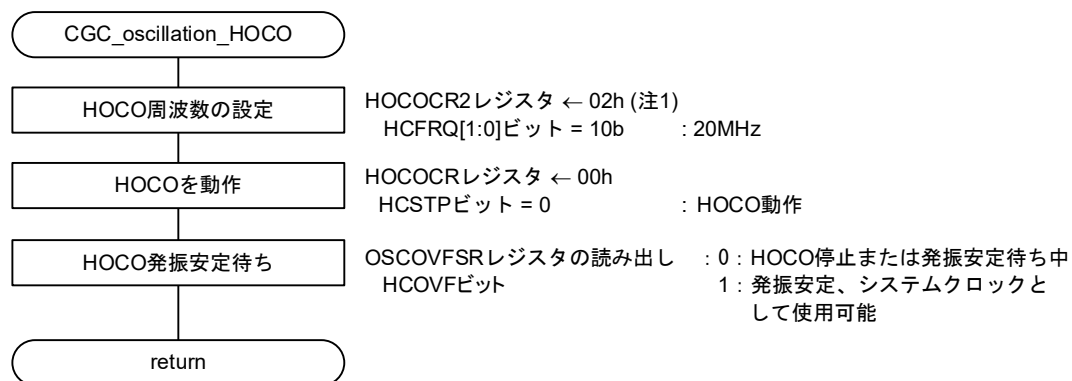 CGC_oscillation_HOCO
HOCO周波数の設定
HOCOCR2レジスタ ← 02h (注1)
HCFRQ[1:0]ビット = 10b : 20MHz
HOCOを動作
HOCOCRレジスタ ← 00h
HCSTPビット = 0 : HOCO動作
HOCO発振安定待ち
OSCOVFSRレジスタの読み出し : 0 : HOCO停止または発振安定待ち中
HCOVFビット 1 : 発振安定、システムクロックと
して使用可能
return